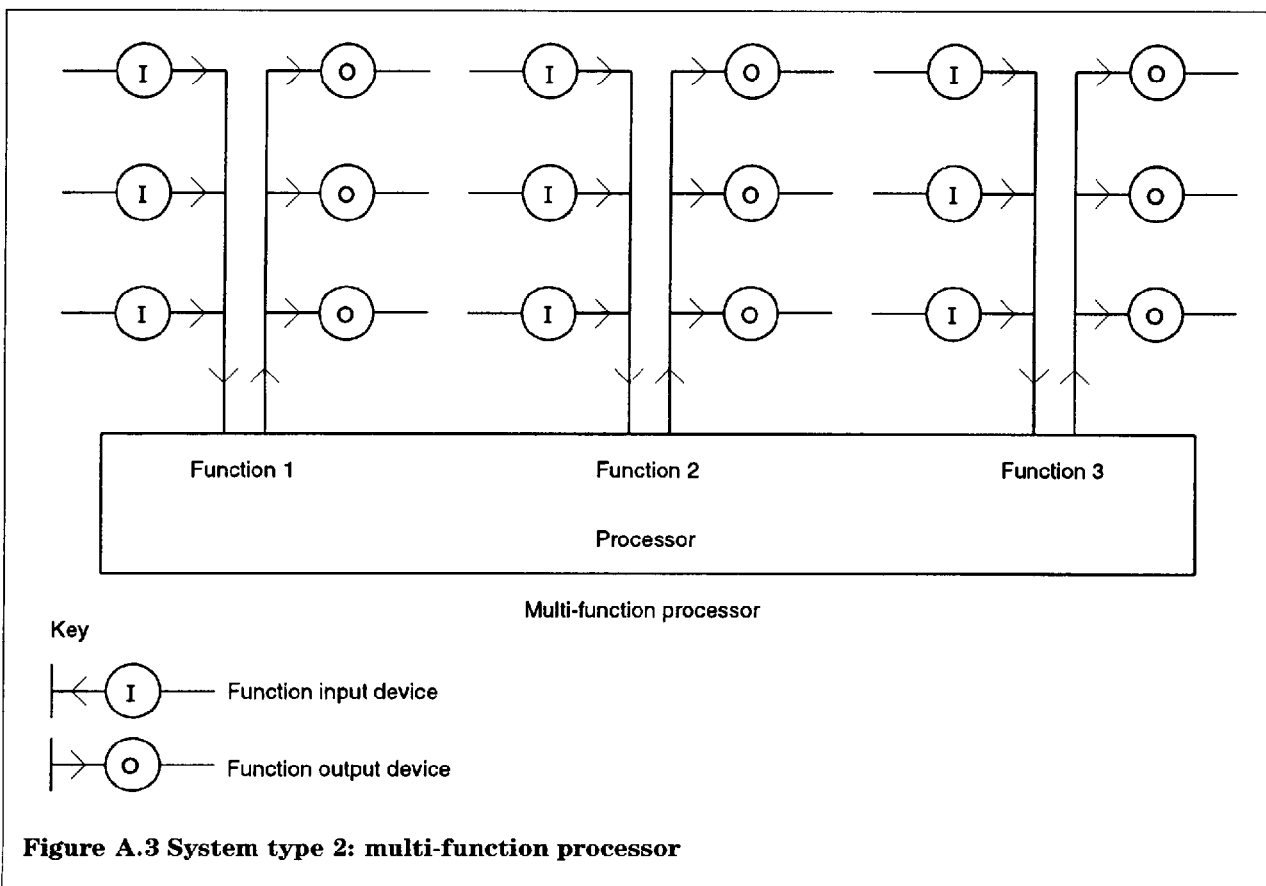 I O I O I O
I O I O I O
I O I O I O
Function 1 Function 2 Function 3
Processor
Multi-function processor
Key
I Function input device
O Function output device
Figure A.3 System type 2: multi-function processor